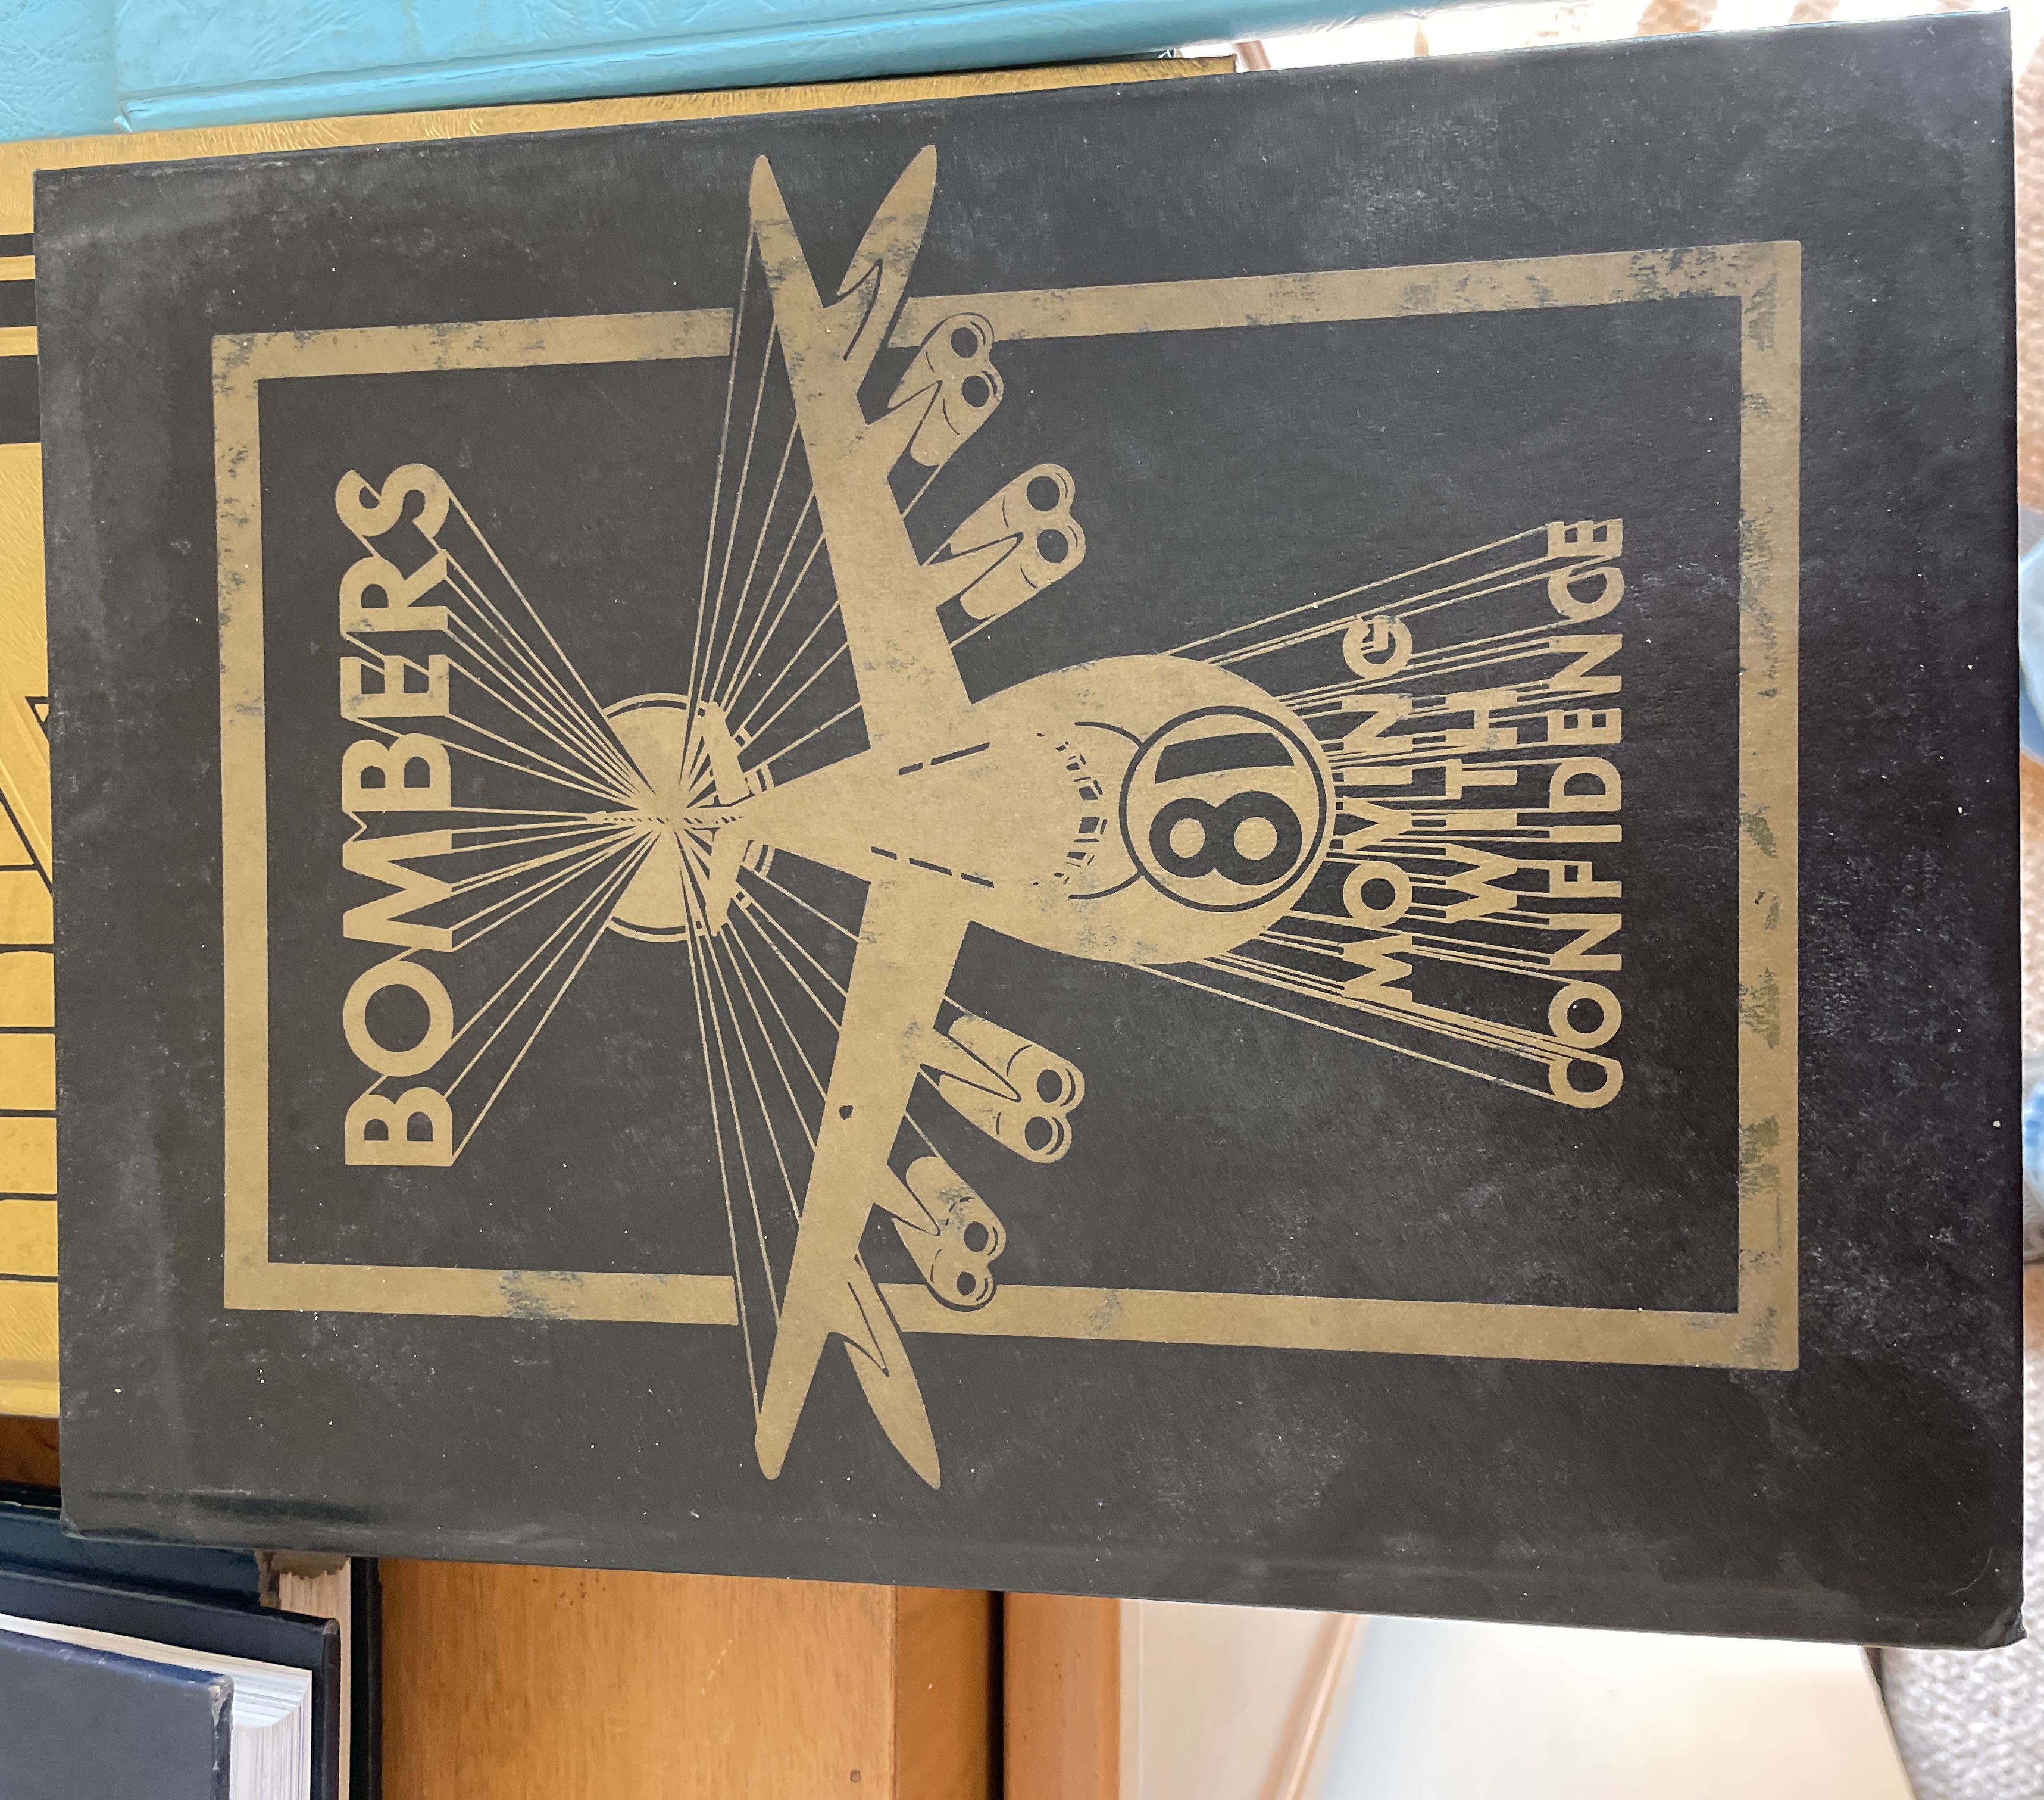 BOMBERS
81
MOVING
WITH
CONFIDENCE